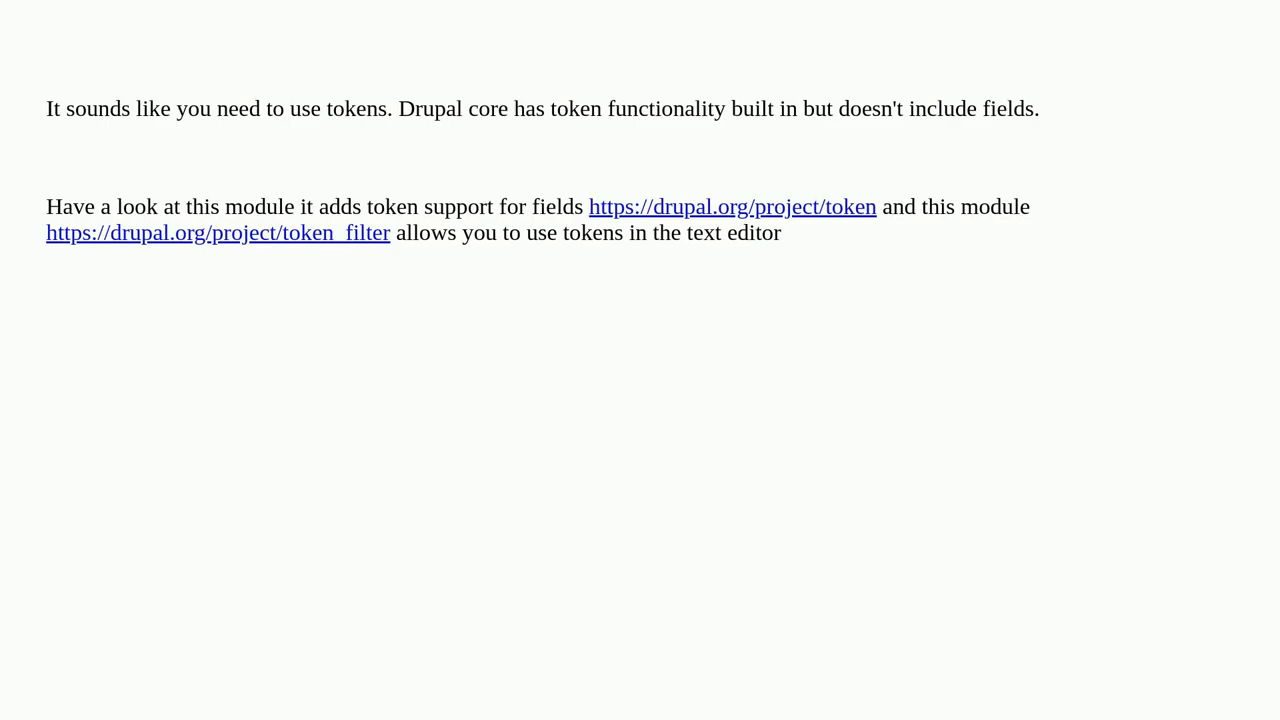 It sounds like you need to use tokens. Drupal core has token functionality built in but doesn't include fields.
Have a look at this module it adds token support for fields https://drupal.org/project/token and this module
https://drupal.org/project/token_filter allows you to use tokens in the text editor